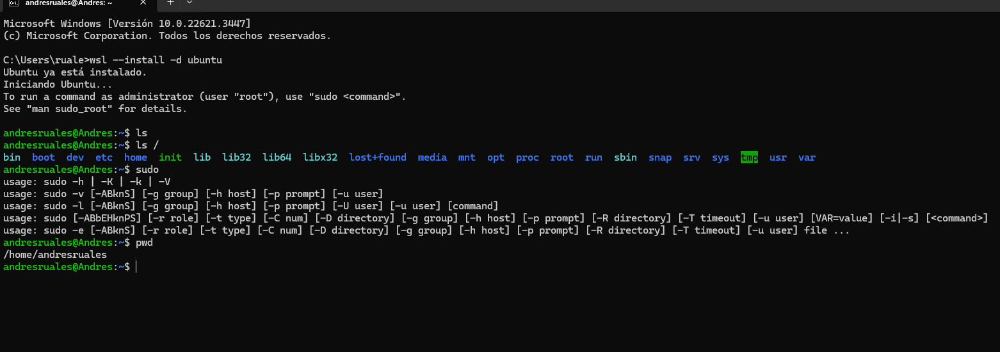 andresruales@Andres: ~
Microsoft Windows [Versión 10.0.22621.3447]
(c) Microsoft Corporation. Todos los derechos reservados.
C:\Users\ruale>wsl --install -d ubuntu
Ubuntu ya está instalado.
Iniciando Ubuntu...
To run a command as administrator (user "root"), use "sudo <command>".
See "man sudo_root" for details.
andresruales@Andres:~$ ls
andresruales@Andres:~$ ls /
bin  boot  dev  etc  home  init  lib  lib32  lib64  libx32  lost+found  media  mnt  opt  proc  root  run  sbin  snap  srv  sys  tmp  usr  var
andresruales@Andres:~$ sudo
usage: sudo -h | -K | -k | -V
usage: sudo -v [-ABknS] [-g group] [-h host] [-p prompt] [-u user]
usage: sudo -l [-ABknS] [-g group] [-h host] [-p prompt] [-U user] [-u user] [command]
usage: sudo [-ABbEHknPS] [-r role] [-t type] [-C num] [-D directory] [-g group] [-h host] [-p prompt] [-R directory] [-T timeout] [-u user] [VAR=value] [-i|-s] [<command>]
usage: sudo -e [-ABknS] [-r role] [-t type] [-C num] [-D directory] [-g group] [-h host] [-p prompt] [-R directory] [-T timeout] [-u user] file ...
andresruales@Andres:~$ pwd
/home/andresruales
andresruales@Andres:~$